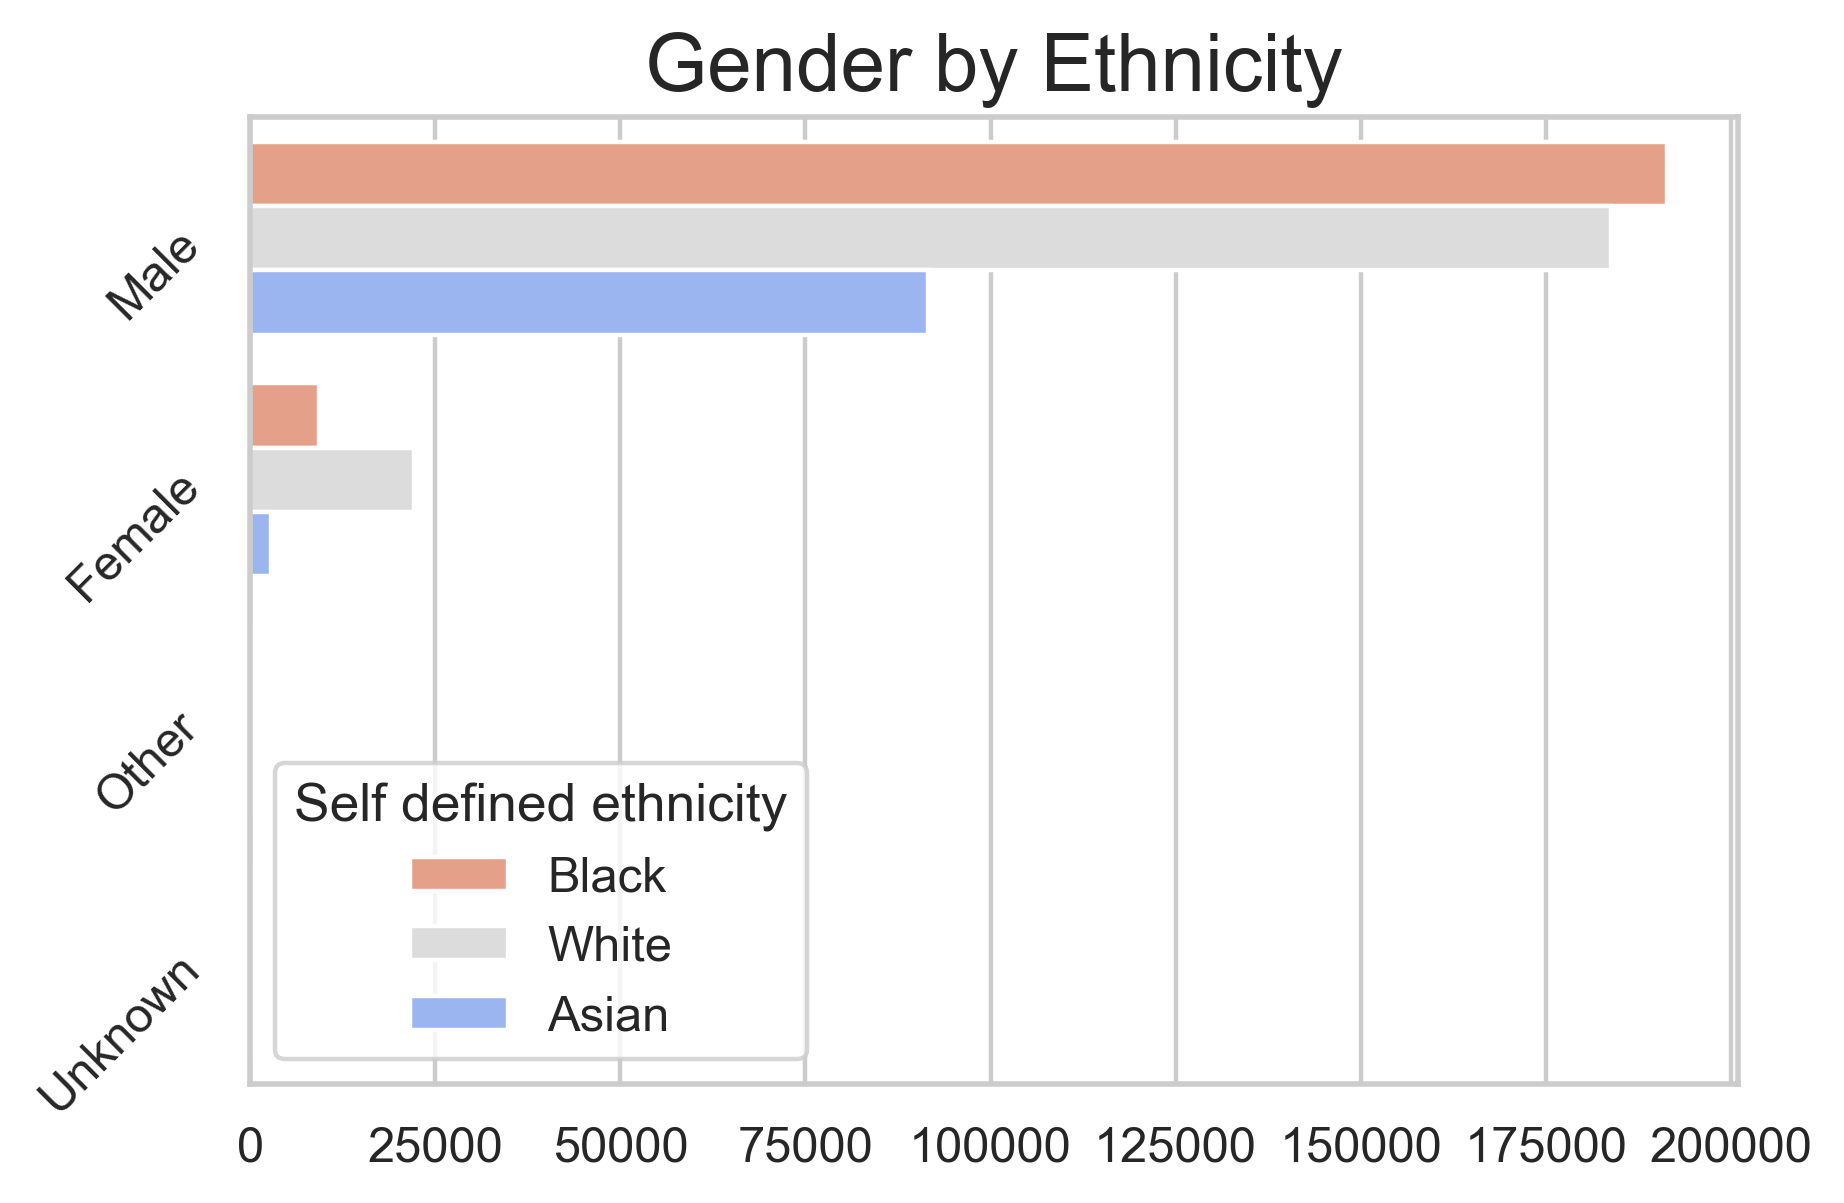 Gender by Ethnicity
Male
Female
Other
Unknown
Self defined ethnicity
Black
White
Asian
0 25000 50000 75000 100000 125000 150000 175000 200000